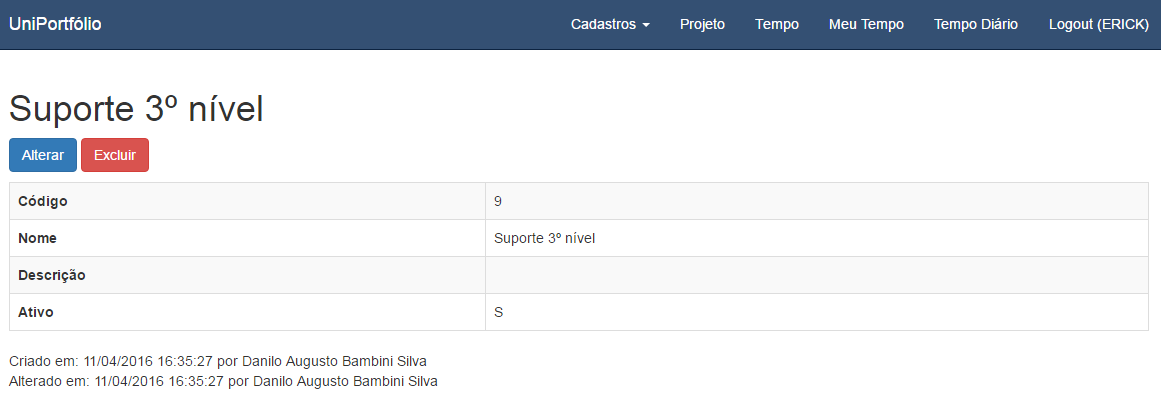 UniPortfólio Cadastros Projeto Tempo Meu Tempo Tempo Diário Logout (ERICK)
Suporte 3º nível
Alterar Excluir
Código 9
Nome Suporte 3º nível
Descrição
Ativo S
Criado em: 11/04/2016 16:35:27 por Danilo Augusto Bambini Silva
Alterado em: 11/04/2016 16:35:27 por Danilo Augusto Bambini Silva